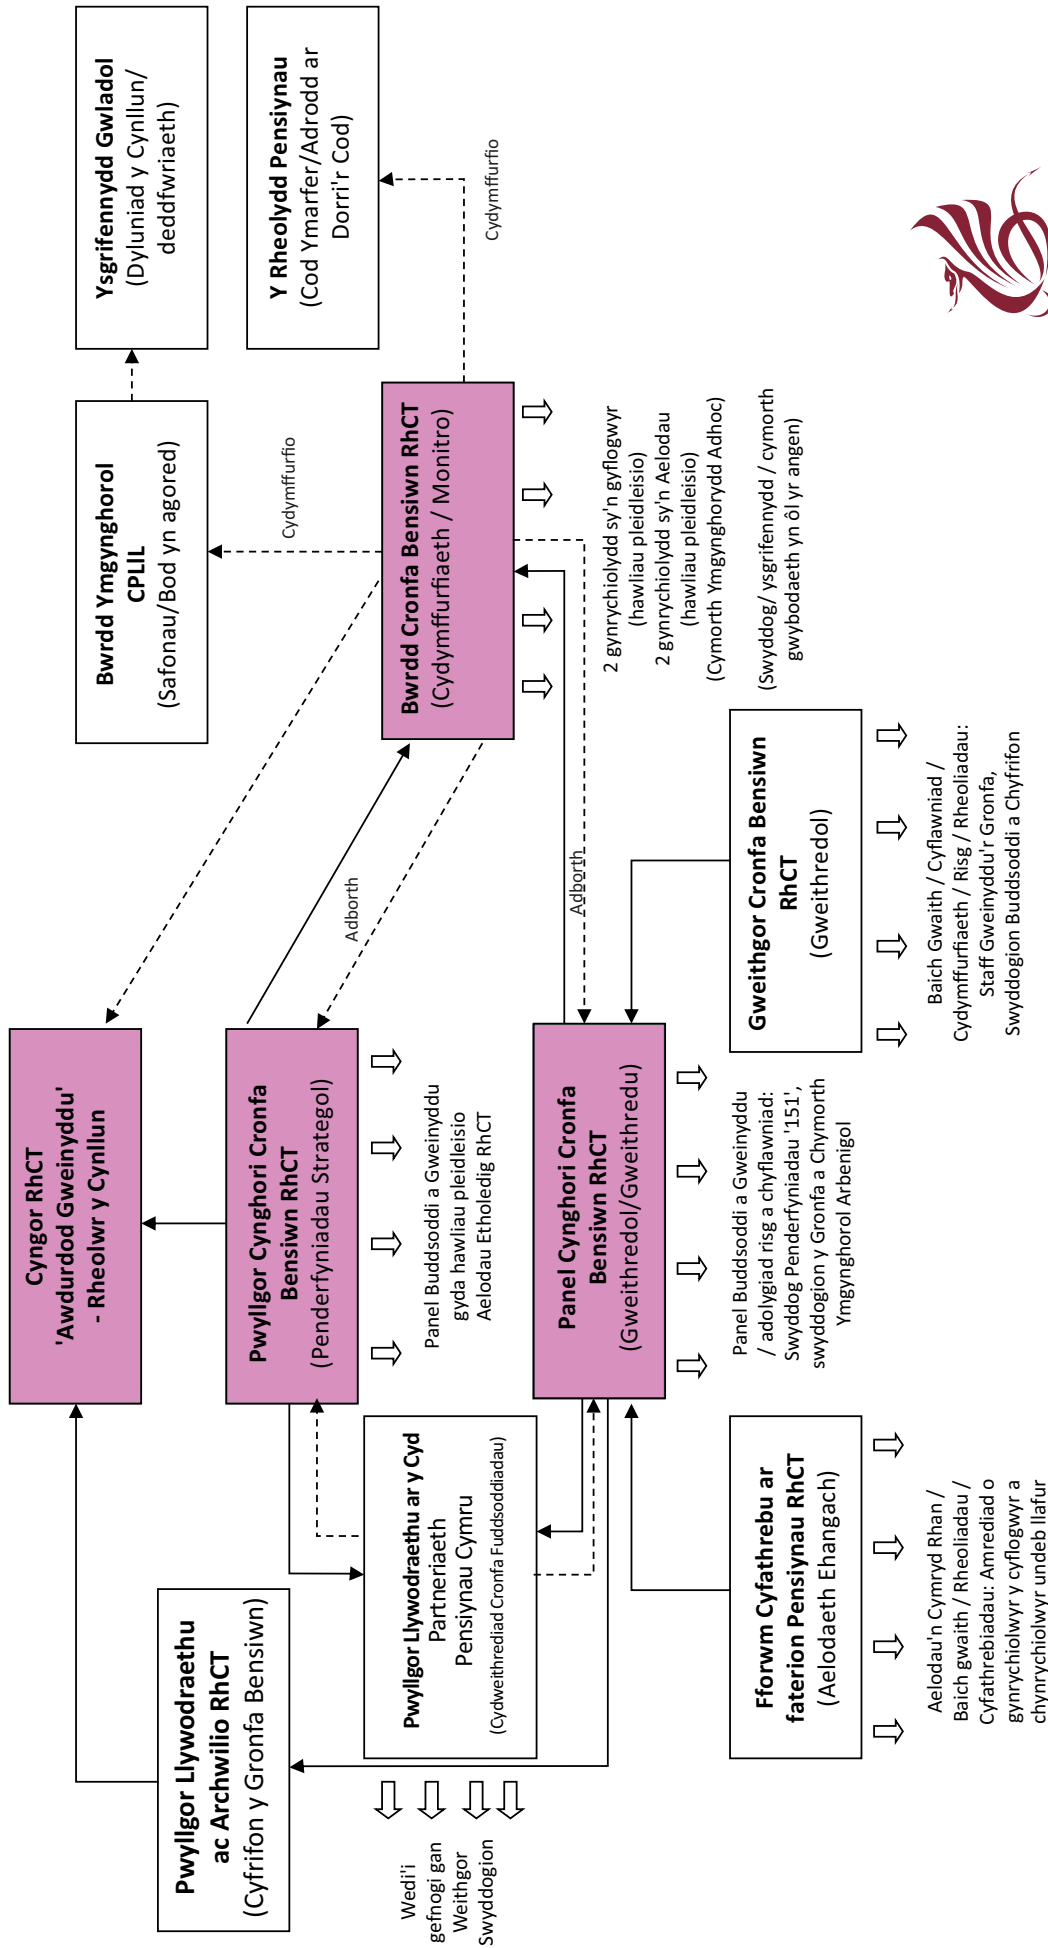 Pwyllgor Llywodraethu
ac Archwilio RhCT
(Cyfrifon y Gronfa Bensiwn)
Cyngor RhCT
'Awdurdod Gweinyddu'
- Rheolwr y Cynllun
Bwrdd Ymgynghorol
CPLlL
(Safonau/Bod yn agored)
Ysgrifennydd Gwladol
(Dyluniad y Cynllun/
deddfwriaeth)
Y Rheolydd Pensiynau
(Cod Ymarfer/Adrodd ar
Dorri'r Cod)
Cydymffurfio
Cydymffurfio
Pwyllgor Cynghori Cronfa
Bensiwn RhCT
(Penderfyniadau Strategol)
Panel Buddsoddi a Gweinyddu
gyda hawliau pleidleisio
Aelodau Etholedig RhCT
Adborth
Bwrdd Cronfa Bensiwn RhCT
(Cydymffurfiaeth / Monitro)
2 gynrychiolydd sy'n gyflogwyr
(hawliau pleidleisio)
2 gynrychiolydd sy'n Aelodau
(hawliau pleidleisio)
(Cymorth Ymgynghorydd Adhoc)
(Swyddog/ ysgrifennydd / cymorth
gwybodaeth yn ôl yr angen)
Wedi'i
gefnogi gan
Weithgor
Swyddogion
Pwyllgor Llywodraethu ar y Cyd
Partneriaeth
Pensiynau Cymru
(Cydweithrediad Cronfa Fuddsoddiadau)
Panel Cynghori Cronfa
Bensiwn RhCT
(Gweithredol/Gweithredu)
Adborth
Panel Buddsoddi a Gweinyddu
/ adolygiad risg a chyflawniad:
Swyddog Penderfyniadau '151',
swyddogion y Gronfa a Chymorth
Ymgynghorol Arbenigol
Fforwm Cyfathrebu ar
faterion Pensiynau RhCT
(Aelodaeth Ehangach)
Aelodau'n Cymryd Rhan /
Baich gwaith / Rheoliadau /
Cyfathrebiadau: Amrediad o
gynrychiolwyr y cyflogwyr a
chynrychiolwyr undeb llafur
Gweithgor Cronfa Bensiwn
RhCT
(Gweithredol)
Baich Gwaith / Cyflawniad /
Cydymffurfiaeth / Risg / Rheoliadau:
Staff Gweinyddu'r Gronfa,
Swyddogion Buddsoddi a Chyfrifon